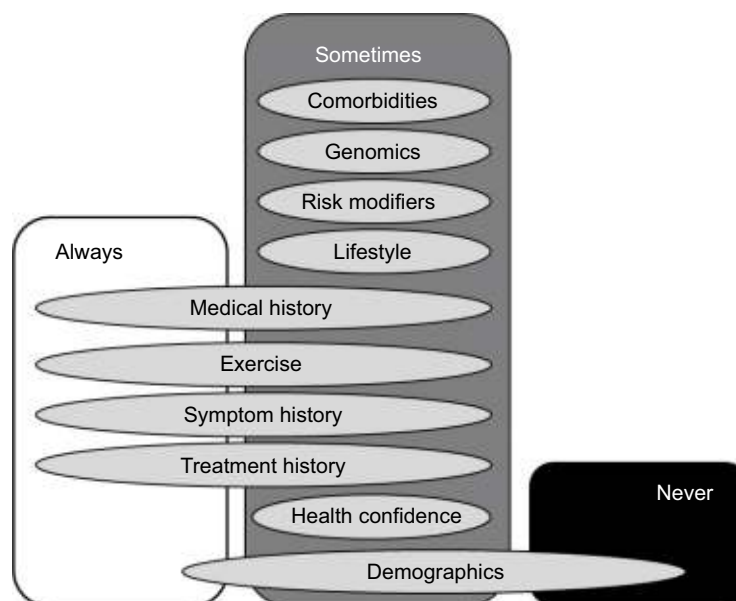 Sometimes
Comorbidities
Genomics
Risk modifiers
Lifestyle
Always
Medical history
Exercise
Symptom history
Treatment history
Never
Health confidence
Demographics